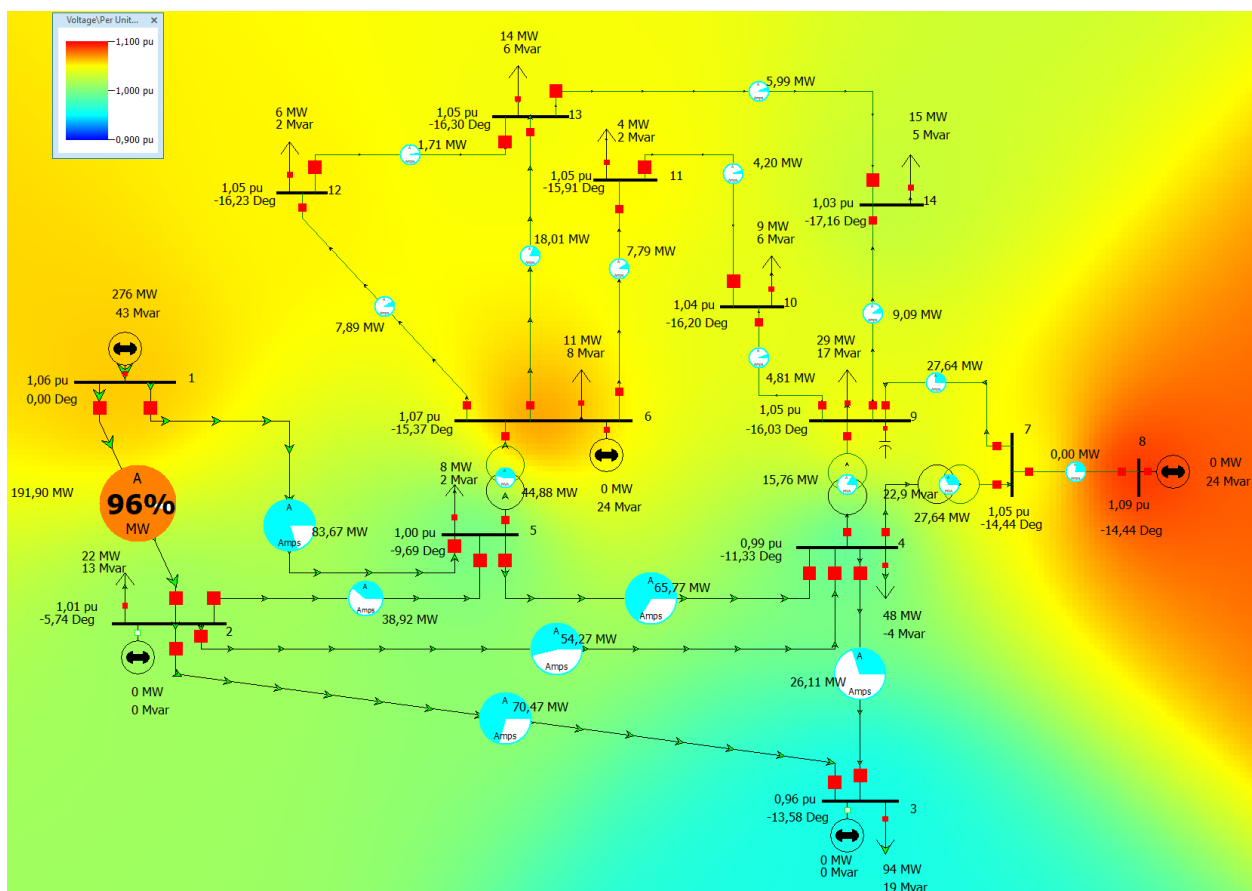 Voltage\Per Unit... ×
1,100 pu
1,000 pu
0,900 pu
14 MW
6 Mvar
5,99 MW
1,05 pu
-16,30 Deg
13
6 MW
2 Mvar
1,71 MW
4 MW
2 Mvar
4,20 MW
15 MW
5 Mvar
1,05 pu
-16,23 Deg
12
1,05 pu
-15,91 Deg
11
1,03 pu
-17,16 Deg
14
18,01 MW
7,79 MW
9 MW
6 Mvar
276 MW
43 Mvar
7,89 MW
1,04 pu
-16,20 Deg
10
9,09 MW
11 MW
8 Mvar
29 MW
17 Mvar
4,81 MW
27,64 MW
1,06 pu
0,00 Deg
1
1,07 pu
-15,37 Deg
6
1,05 pu
-16,03 Deg
9
7
8
0,00 MW
0 MW
24 Mvar
191,90 MW
A
96%
MW
8 MW
2 Mvar
44,88 MW
0 MW
24 Mvar
15,76 MW
22,9 Mvar
27,64 MW
1,05 pu
-14,44 Deg
1,09 pu
-14,44 Deg
A
83,67 MW
Amps
1,00 pu
-9,69 Deg
5
0,99 pu
-11,33 Deg
4
22 MW
13 Mvar
A
38,92 MW
Amps
A
65,77 MW
Amps
1,01 pu
-5,74 Deg
2
48 MW
-4 Mvar
A
54,27 MW
Amps
A
26,11 MW
Amps
0 MW
0 Mvar
A
70,47 MW
Amps
0,96 pu
-13,58 Deg
3
0 MW
0 Mvar
94 MW
19 Mvar